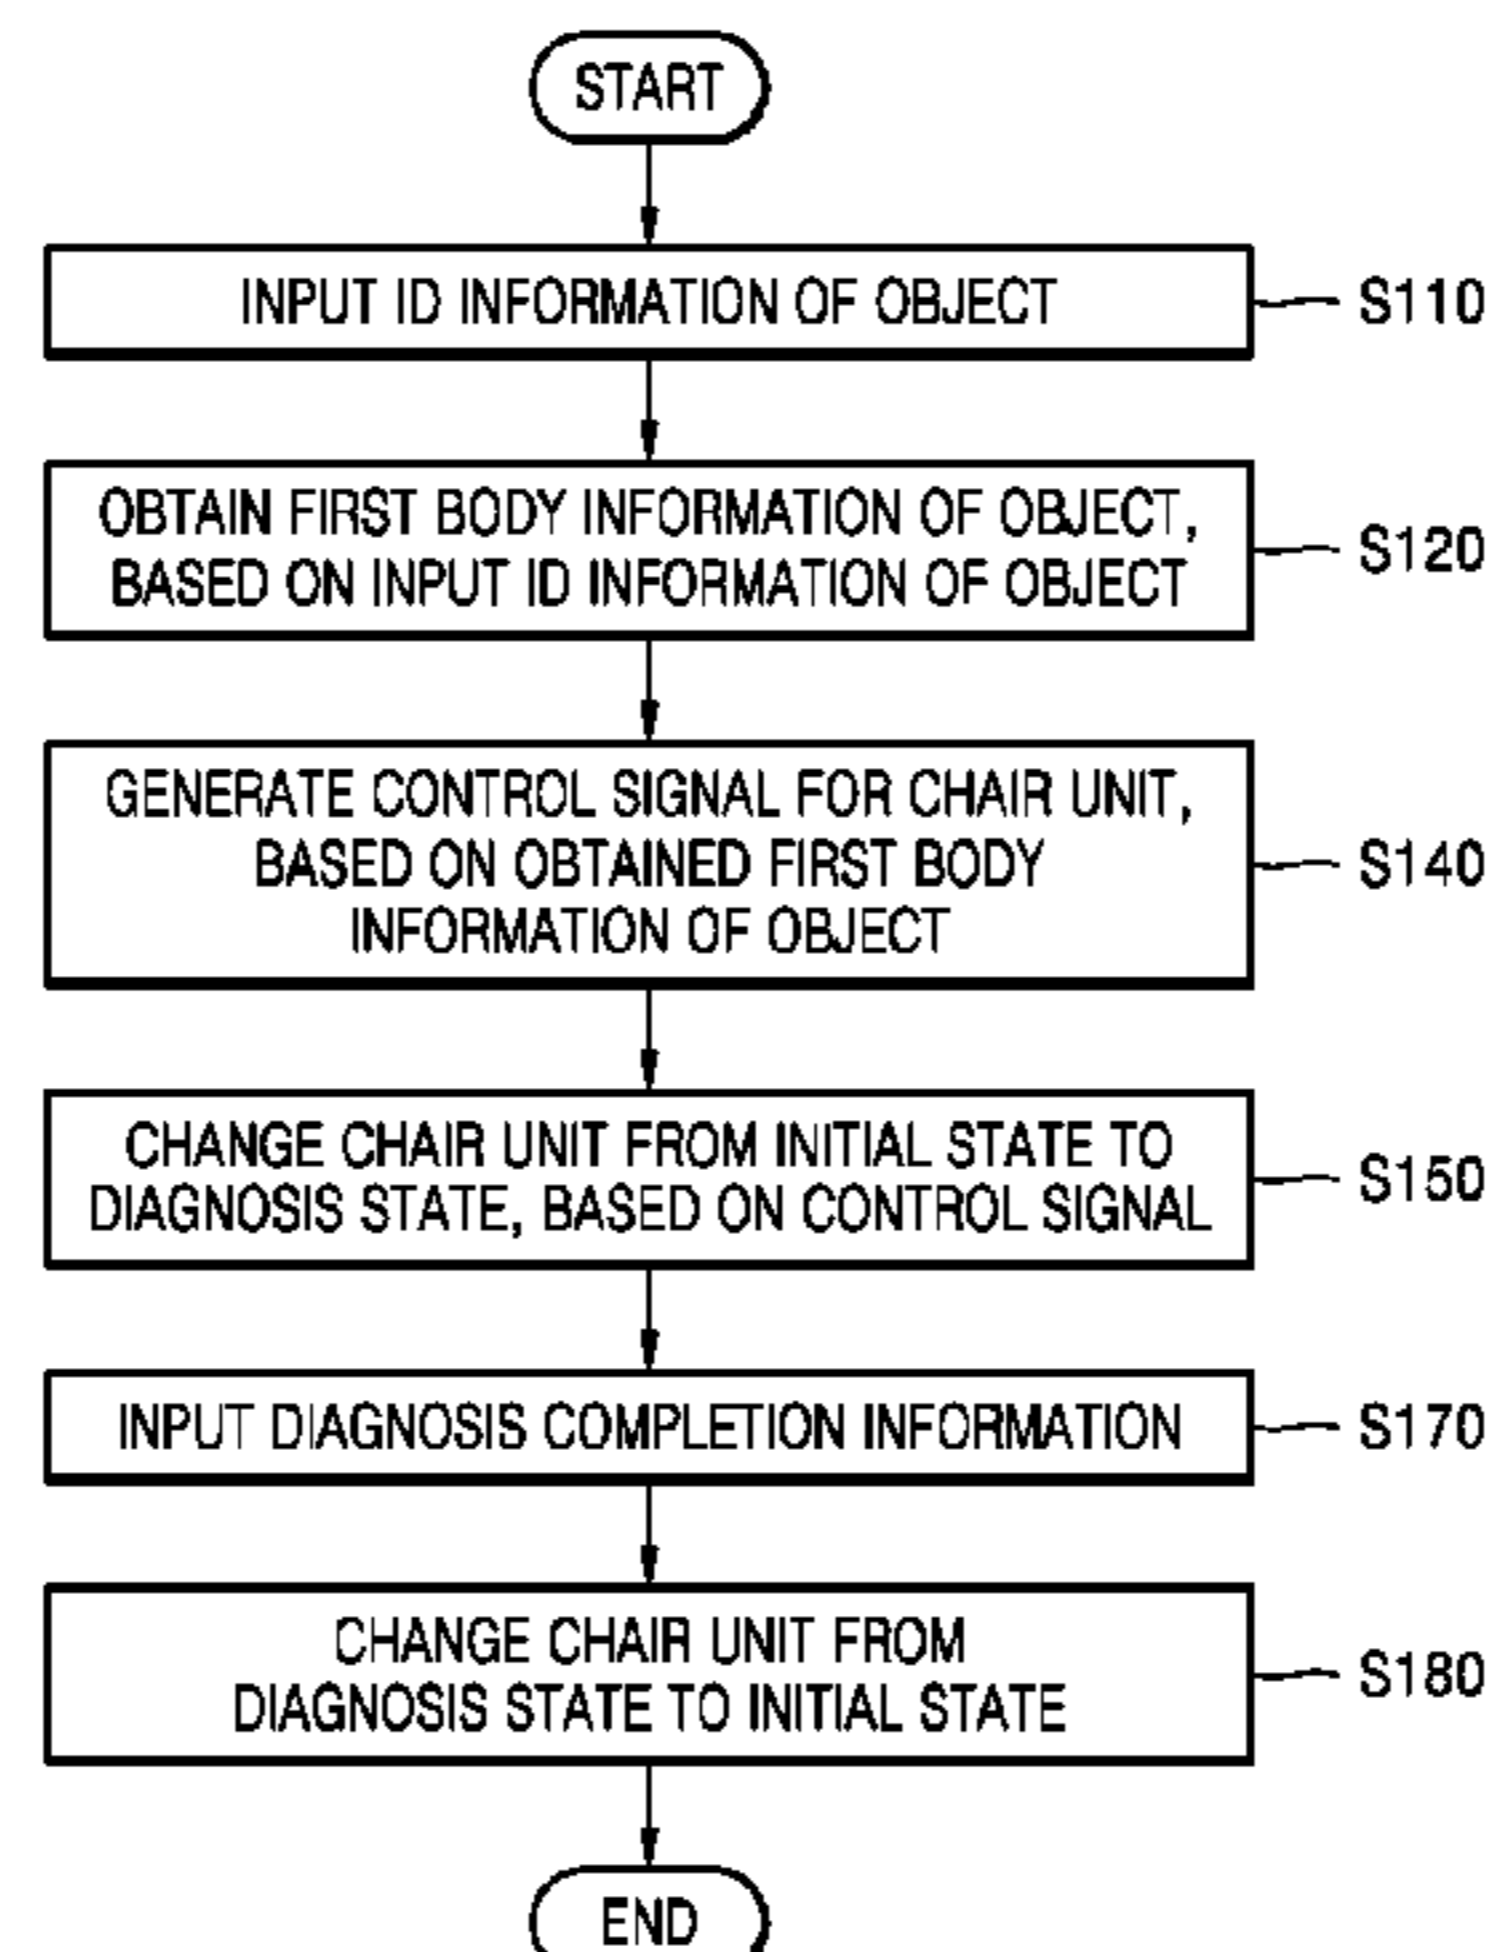 START
INPUT ID INFORMATION OF OBJECT
S110
OBTAIN FIRST BODY INFORMATION OF OBJECT,
BASED ON INPUT ID INFORMATION OF OBJECT
S120
GENERATE CONTROL SIGNAL FOR CHAIR UNIT,
BASED ON OBTAINED FIRST BODY
INFORMATION OF OBJECT
S140
CHANGE CHAIR UNIT FROM INITIAL STATE TO
DIAGNOSIS STATE, BASED ON CONTROL SIGNAL
S150
INPUT DIAGNOSIS COMPLETION INFORMATION
S170
CHANGE CHAIR UNIT FROM
DIAGNOSIS STATE TO INITIAL STATE
S180
END